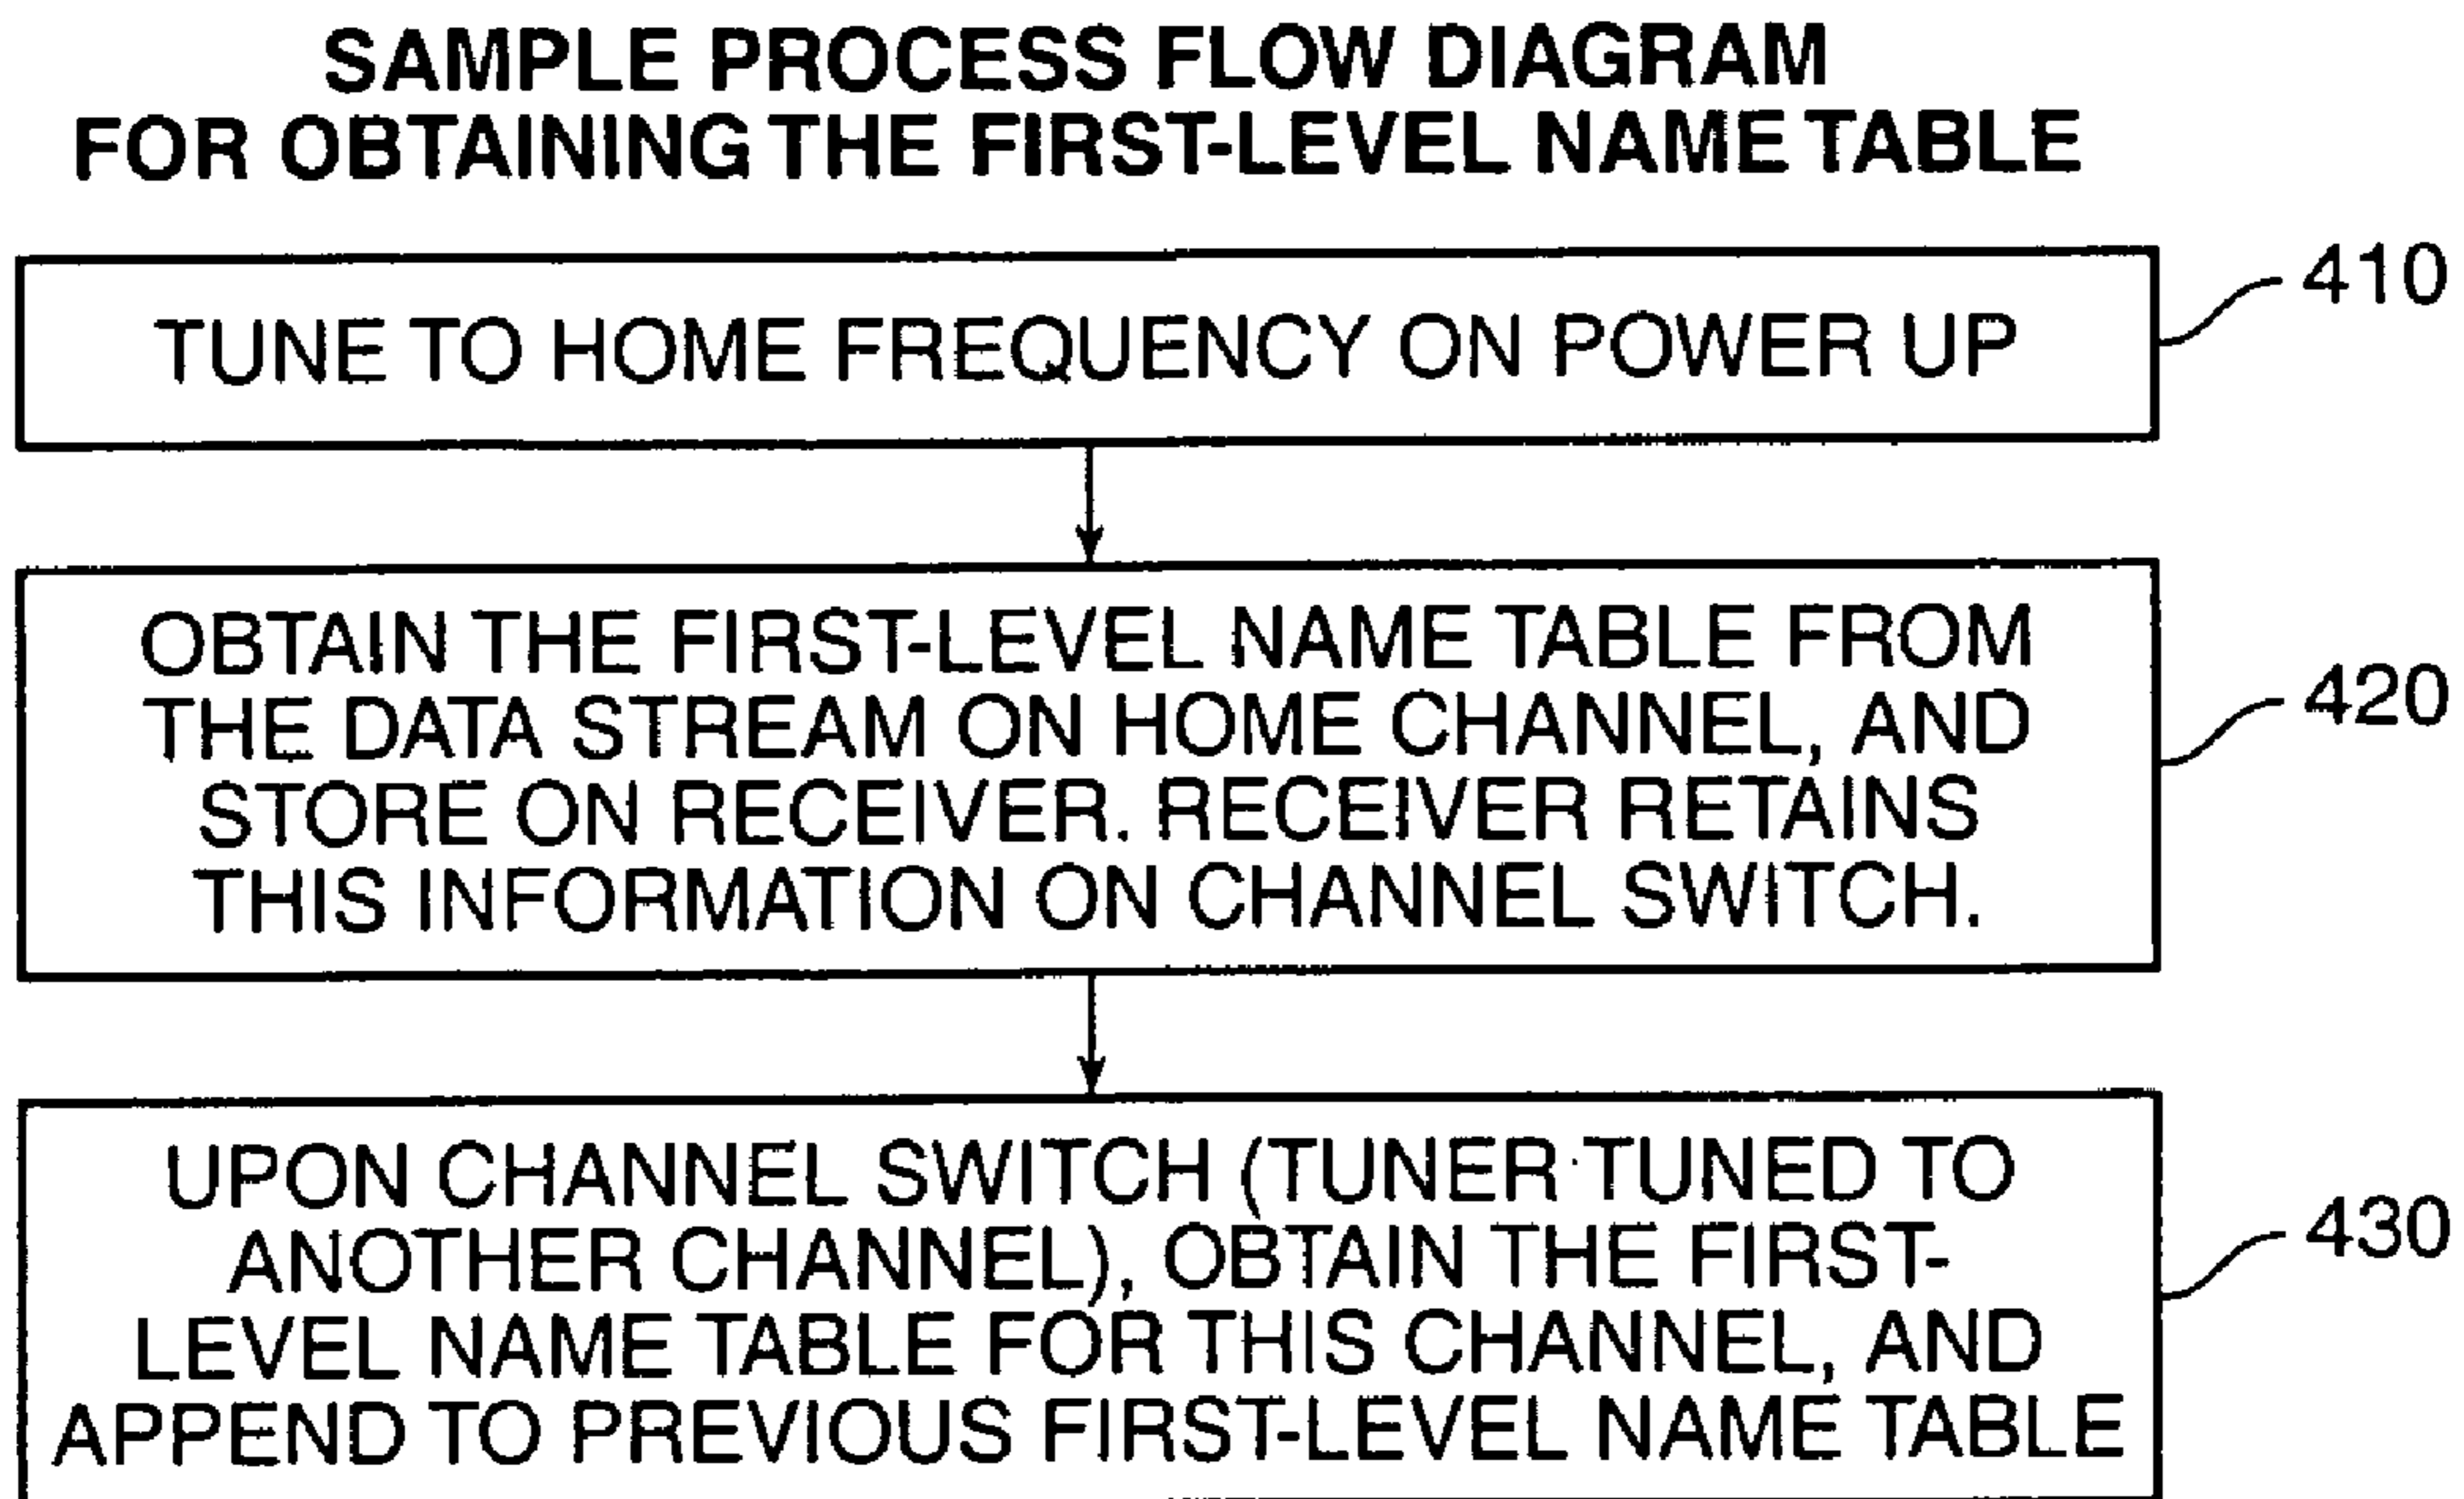 SAMPLE PROCESS FLOW DIAGRAM
FOR OBTAINING THE FIRST-LEVEL NAME TABLE
410
TUNE TO HOME FREQUENCY ON POWER UP
OBTAIN THE FIRST-LEVEL NAME TABLE FROM
THE DATA STREAM ON HOME CHANNEL, AND
STORE ON RECEIVER. RECEIVER RETAINS
THIS INFORMATION ON CHANNEL SWITCH.
420
UPON CHANNEL SWITCH (TUNER TUNED TO
ANOTHER CHANNEL), OBTAIN THE FIRST-
LEVEL NAME TABLE FOR THIS CHANNEL, AND
APPEND TO PREVIOUS FIRST-LEVEL NAME TABLE
430